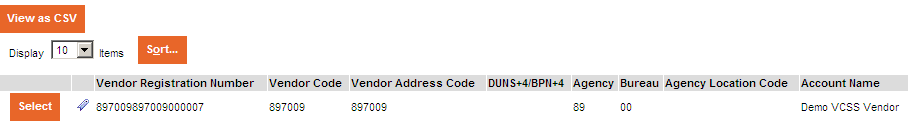 View as CSV
Display 10 Items Sort...
Vendor Registration Number Vendor Code Vendor Address Code DUNS+4/BPN+4 Agency Bureau Agency Location Code Account Name
Select 897009897009000007 897009 897009 89 00 Demo VCSS Vendor